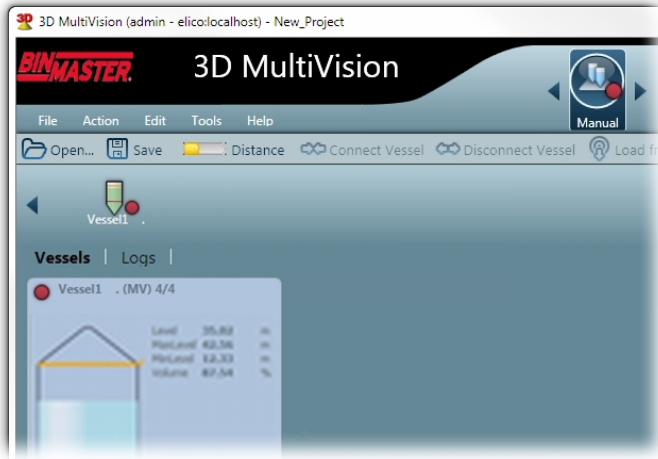 3D MultiVision (admin - elico:localhost) - New_Project
BINMASTER. 3D MultiVision
Manual
File Action Edit Tools Help
Open... Save Distance Connect Vessel Disconnect Vessel Load fr
Vessel1 .
Vessels | Logs |
Vessel1 . (MV) 4/4
Level 35.82 m
MaxLevel 42.56 m
MinLevel 12.33 m
Volume 87.54 %